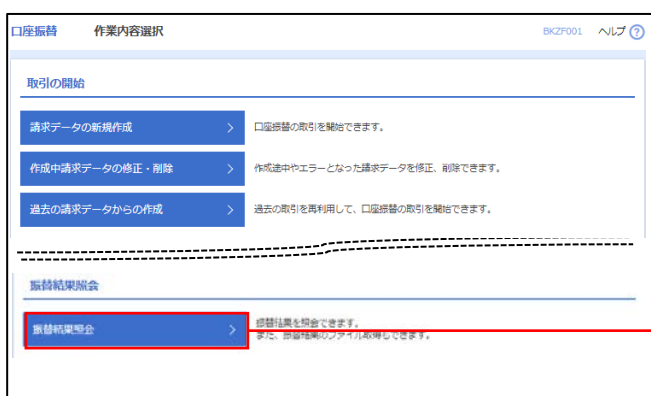 口座振替 作業内容選択 BKZF001 ヘルプ ?
取引の開始
請求データの新規作成 口座振替の取引を開始できます。
作成中請求データの修正・削除 作成途中やエラーとなった請求データを修正、削除できます。
過去の請求データからの作成 過去の取引を再利用して、口座振替の取引を開始できます。
振替結果照会
振替結果照会 振替結果を照会できます。
また、振替結果のファイル取得もできます。